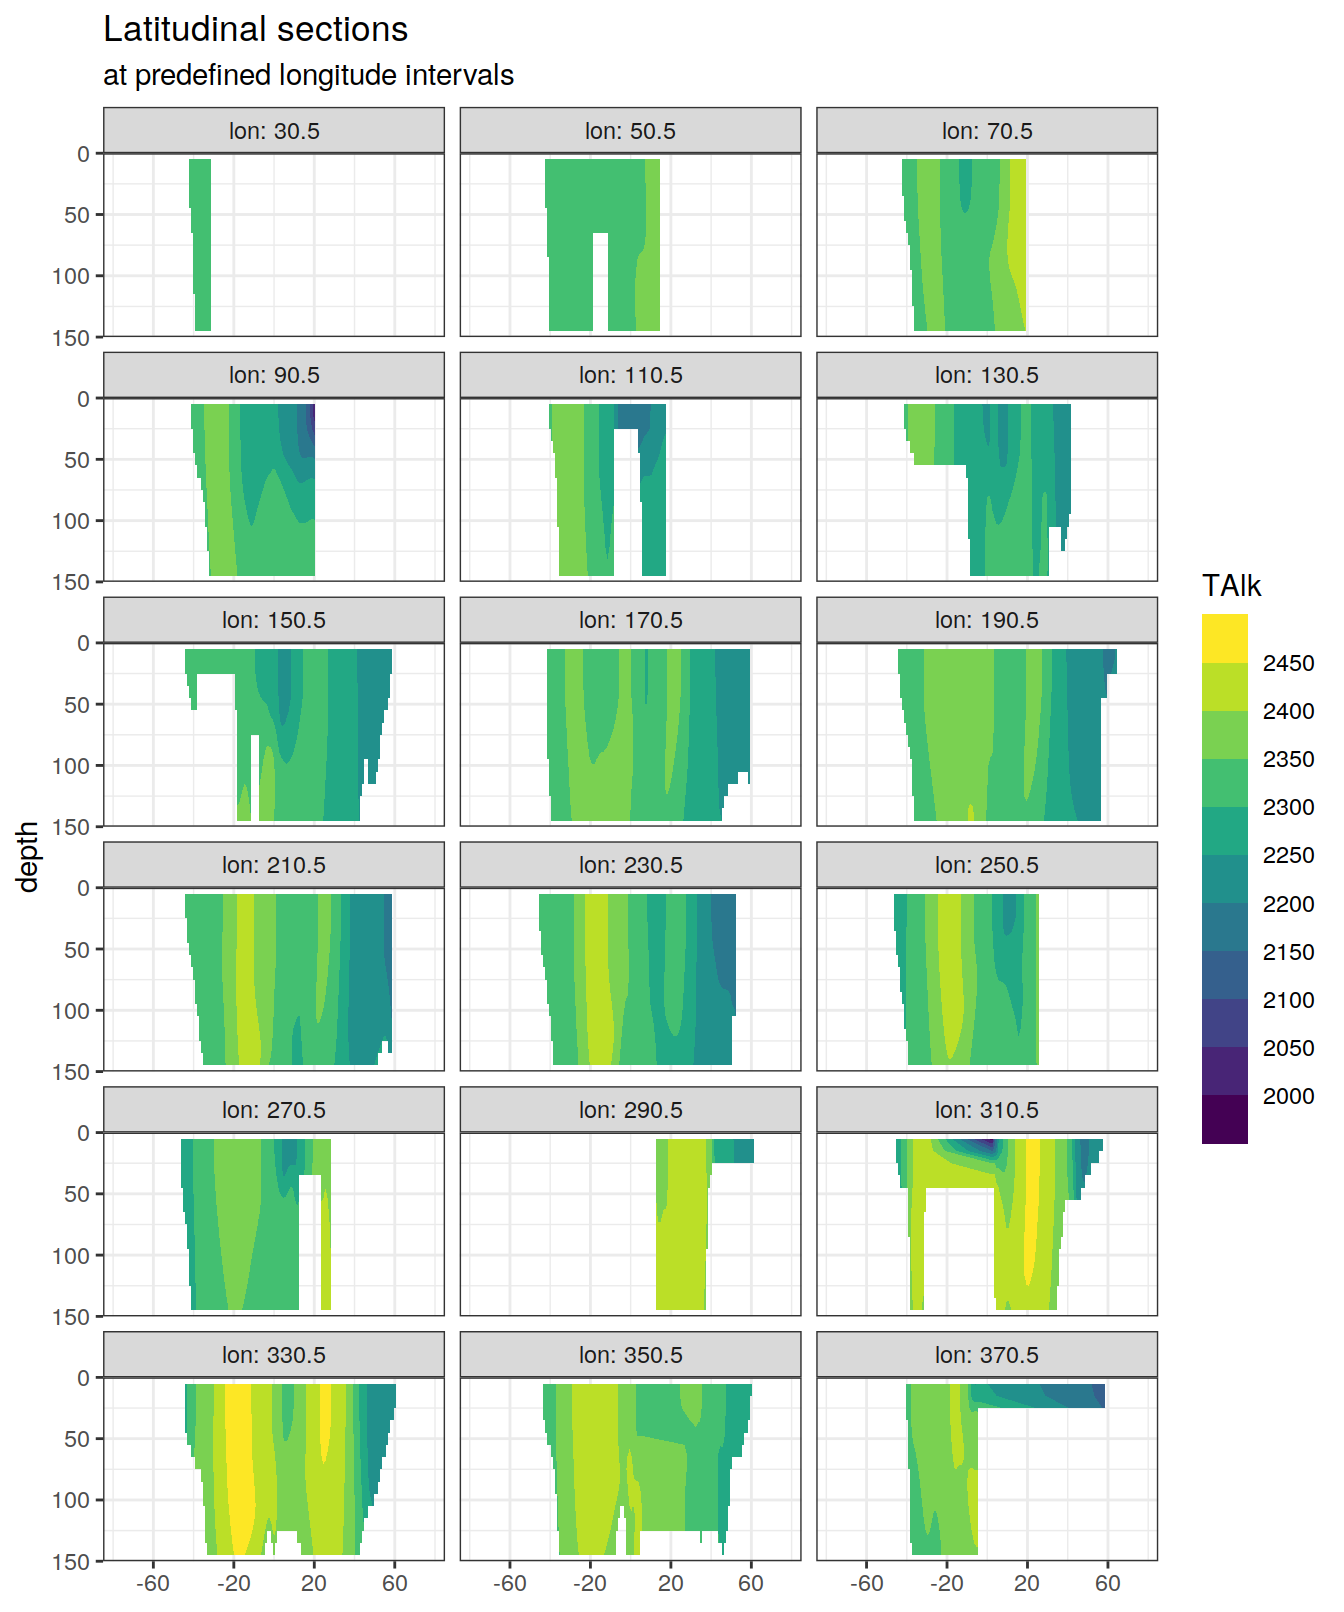 Latitudinal sections
at predefined longitude intervals
lon: 30.5
lon: 50.5
lon: 70.5
0
50
100
150
lon: 90.5
lon: 110.5
lon: 130.5
0
50
100
150
lon: 150.5
lon: 170.5
lon: 190.5
0
50
100
150
lon: 210.5
lon: 230.5
lon: 250.5
0
50
100
150
lon: 270.5
lon: 290.5
lon: 310.5
0
50
100
150
lon: 330.5
lon: 350.5
lon: 370.5
0
50
100
150
-60 -20 20 60 -60 -20 20 60 -60 -20 20 60
depth
TAlk
2450
2400
2350
2300
2250
2200
2150
2100
2050
2000